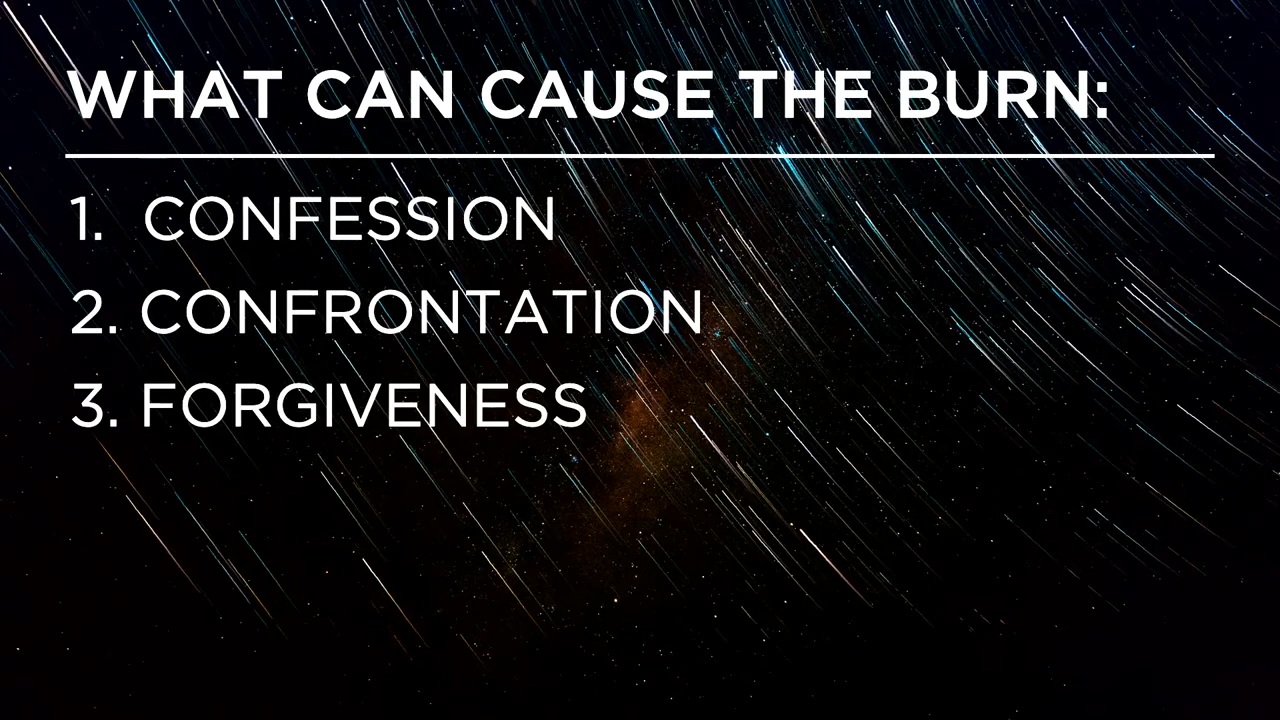 WHAT CAN CAUSE THE BURN:
1. CONFESSION
2. CONFRONTATION
3. FORGIVENESS